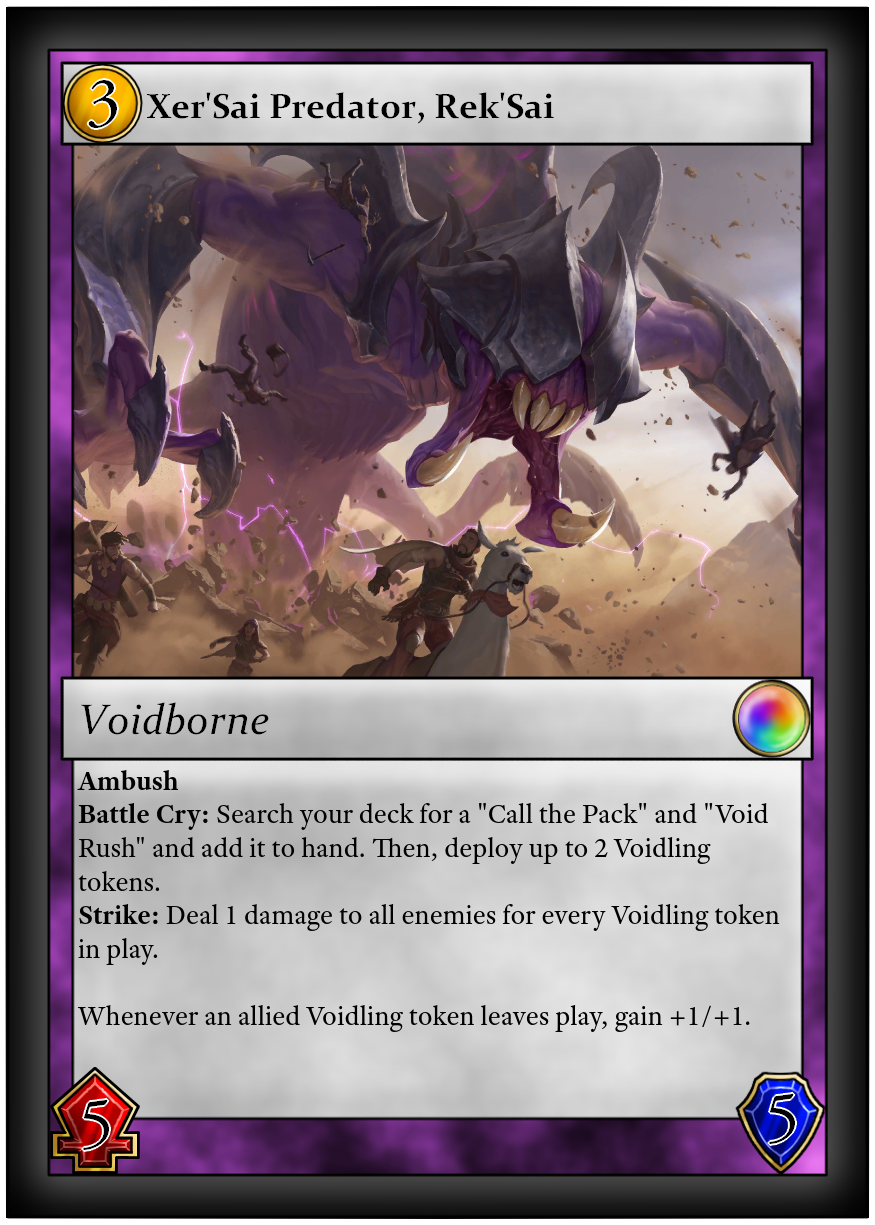 3 Xer'Sai Predator, Rek'Sai
Voidborne
Ambush
Battle Cry: Search your deck for a "Call the Pack" and "Void
Rush" and add it to hand. Then, deploy up to 2 Voidling
tokens.
Strike: Deal 1 damage to all enemies for every Voidling token
in play.
Whenever an allied Voidling token leaves play, gain +1/+1.
5 5